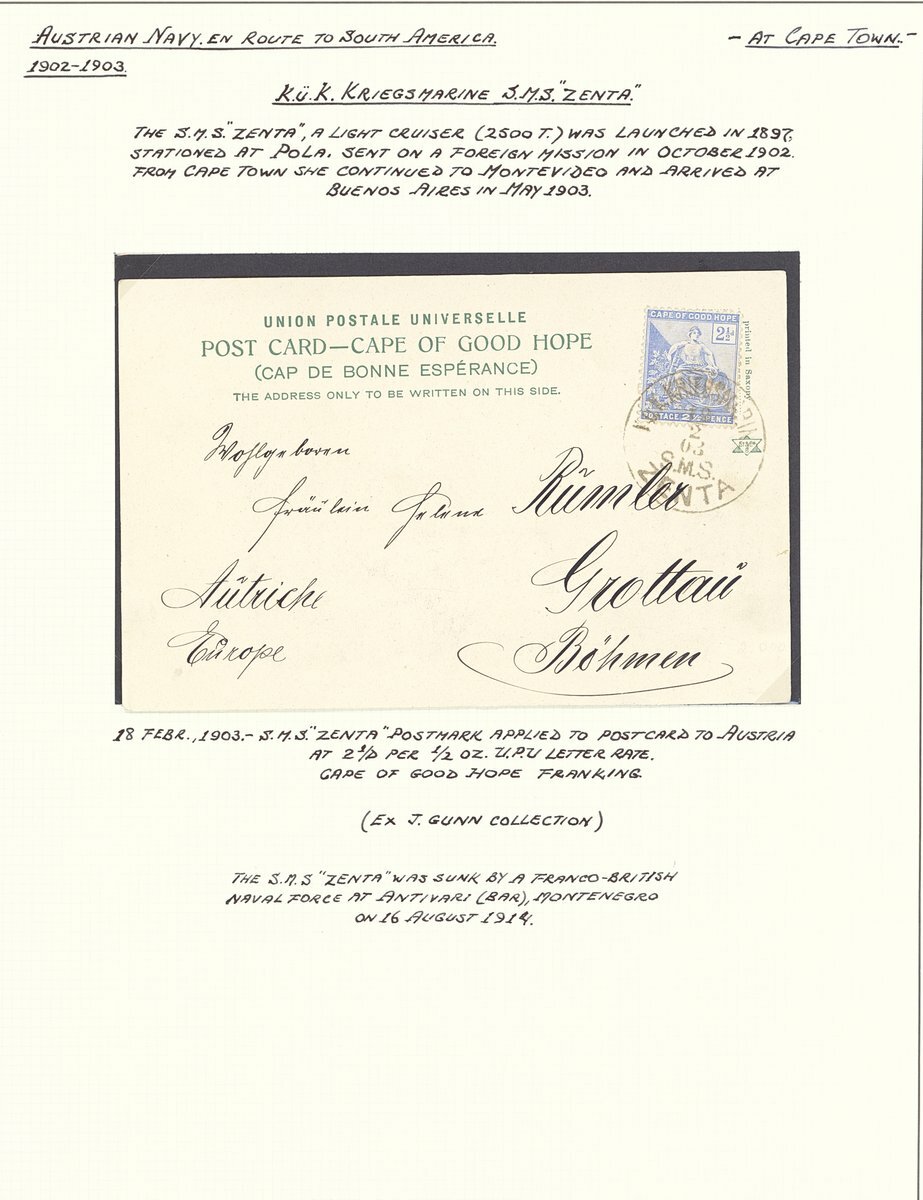 AUSTRIAN NAVY. EN ROUTE TO SOUTH AMERICA.
- AT CAPE TOWN. -
1902-1903.
K.ü.K. KRIEGSMARINE S.M.S. "ZENTA."
THE S.M.S. "ZENTA", A LIGHT CRUISER (2500 T.) WAS LAUNCHED IN 1897,
STATIONED AT POLA. SENT ON A FOREIGN MISSION IN OCTOBER 1902.
FROM CAPE TOWN SHE CONTINUED TO MONTEVIDEO AND ARRIVED AT
BUENOS AIRES IN MAY 1903.
UNION POSTALE UNIVERSELLE
POST CARD—CAPE OF GOOD HOPE
(CAP DE BONNE ESPÉRANCE)
THE ADDRESS ONLY TO BE WRITTEN ON THIS SIDE.
CAPE OF GOOD HOPE
2½d
POSTAGE 2½ PENCE
printed in Saxony
03
S.M.S.
ZENTA
Wohlgeboren
Fräulein Helene Rümler
Grottaŭ
Aŭtriche
Böhmen
Eŭrope
18 FEBR., 1903. - S.M.S. "ZENTA" POSTMARK APPLIED TO POSTCARD TO AUSTRIA
AT 2½D PER ½ OZ. U.P.U LETTER RATE.
CAPE OF GOOD HOPE FRANKING.
(EX J. GUNN COLLECTION)
THE S.M.S "ZENTA" WAS SUNK BY A FRANCO-BRITISH
NAVAL FORCE AT ANTIVARI (BAR), MONTENEGRO
ON 16 AUGUST 1914.